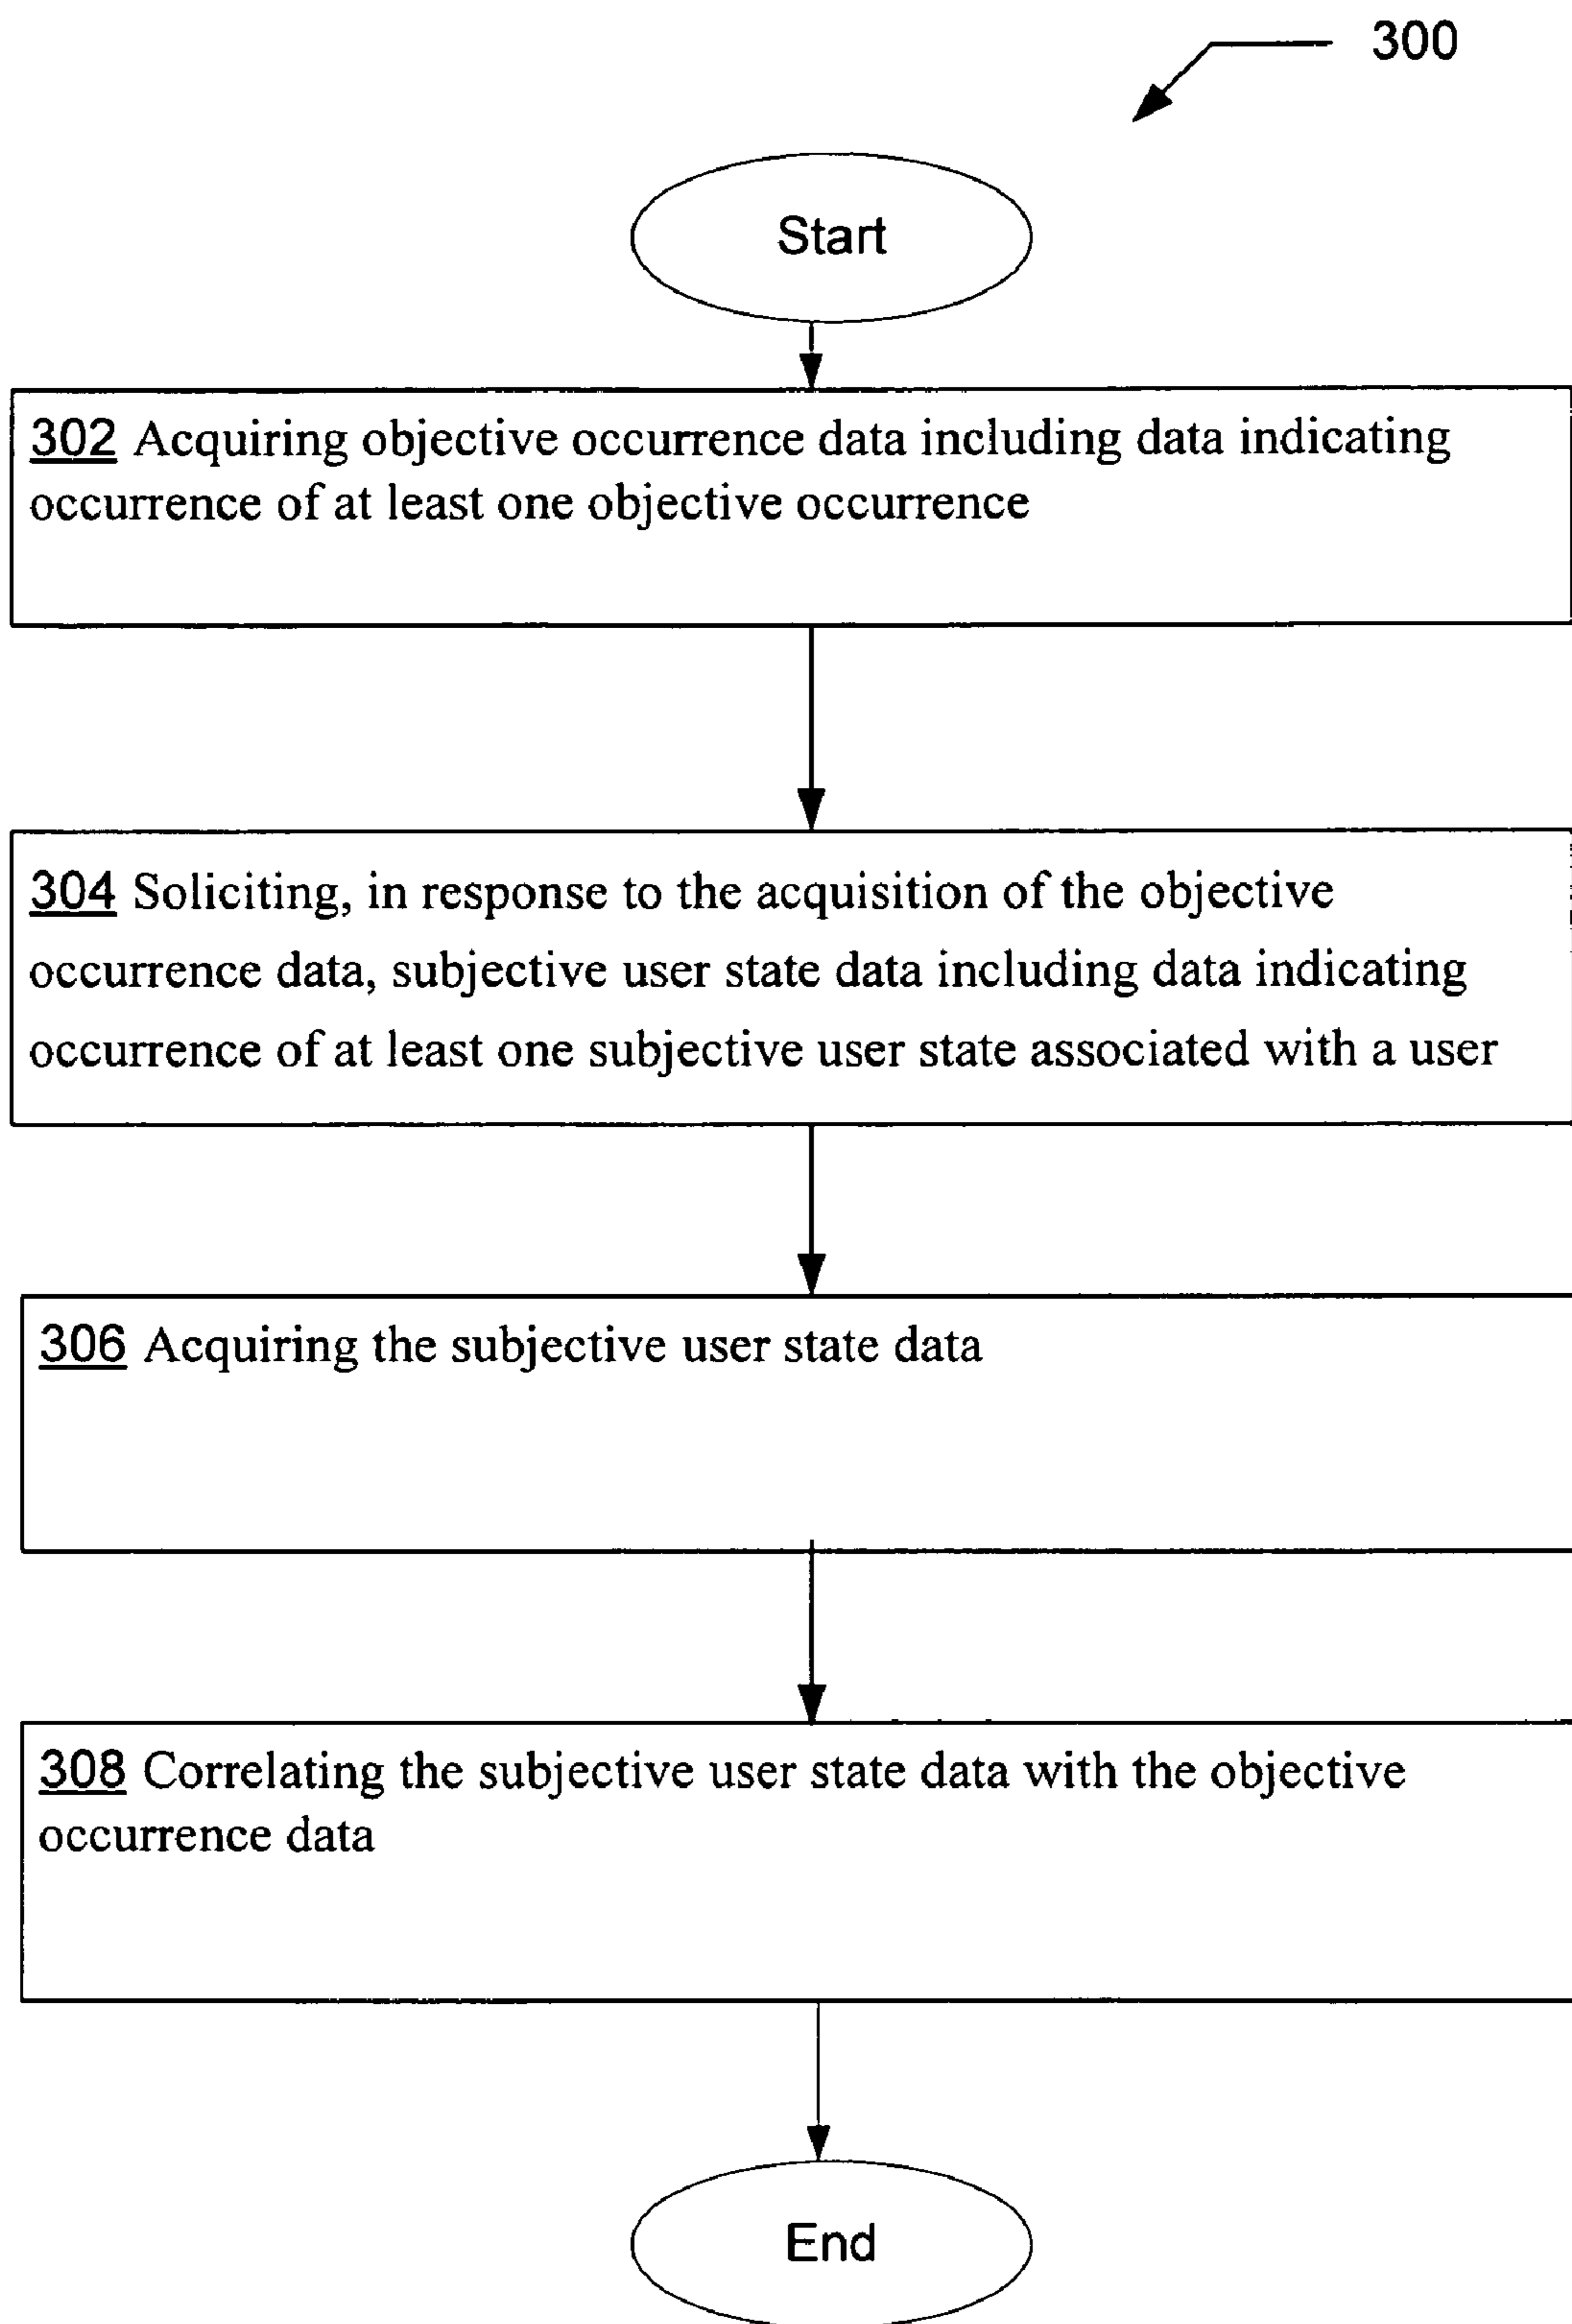 300
Start
302 Acquiring objective occurrence data including data indicating
occurrence of at least one objective occurrence
304 Soliciting, in response to the acquisition of the objective
occurrence data, subjective user state data including data indicating
occurrence of at least one subjective user state associated with a user
306 Acquiring the subjective user state data
308 Correlating the subjective user state data with the objective
occurrence data
End